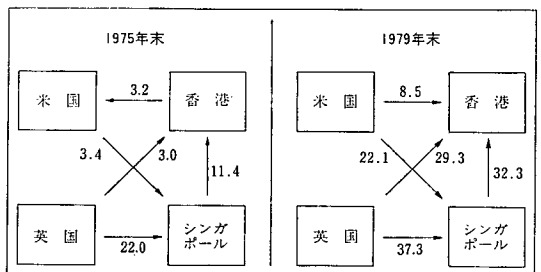 1975年末
米国
3.2
香港
3.4
3.0
11.4
英国
22.0
シンガ
ポール
1979年末
米国
8.5
香港
22.1
29.3
32.3
英国
37.3
シンガ
ポール